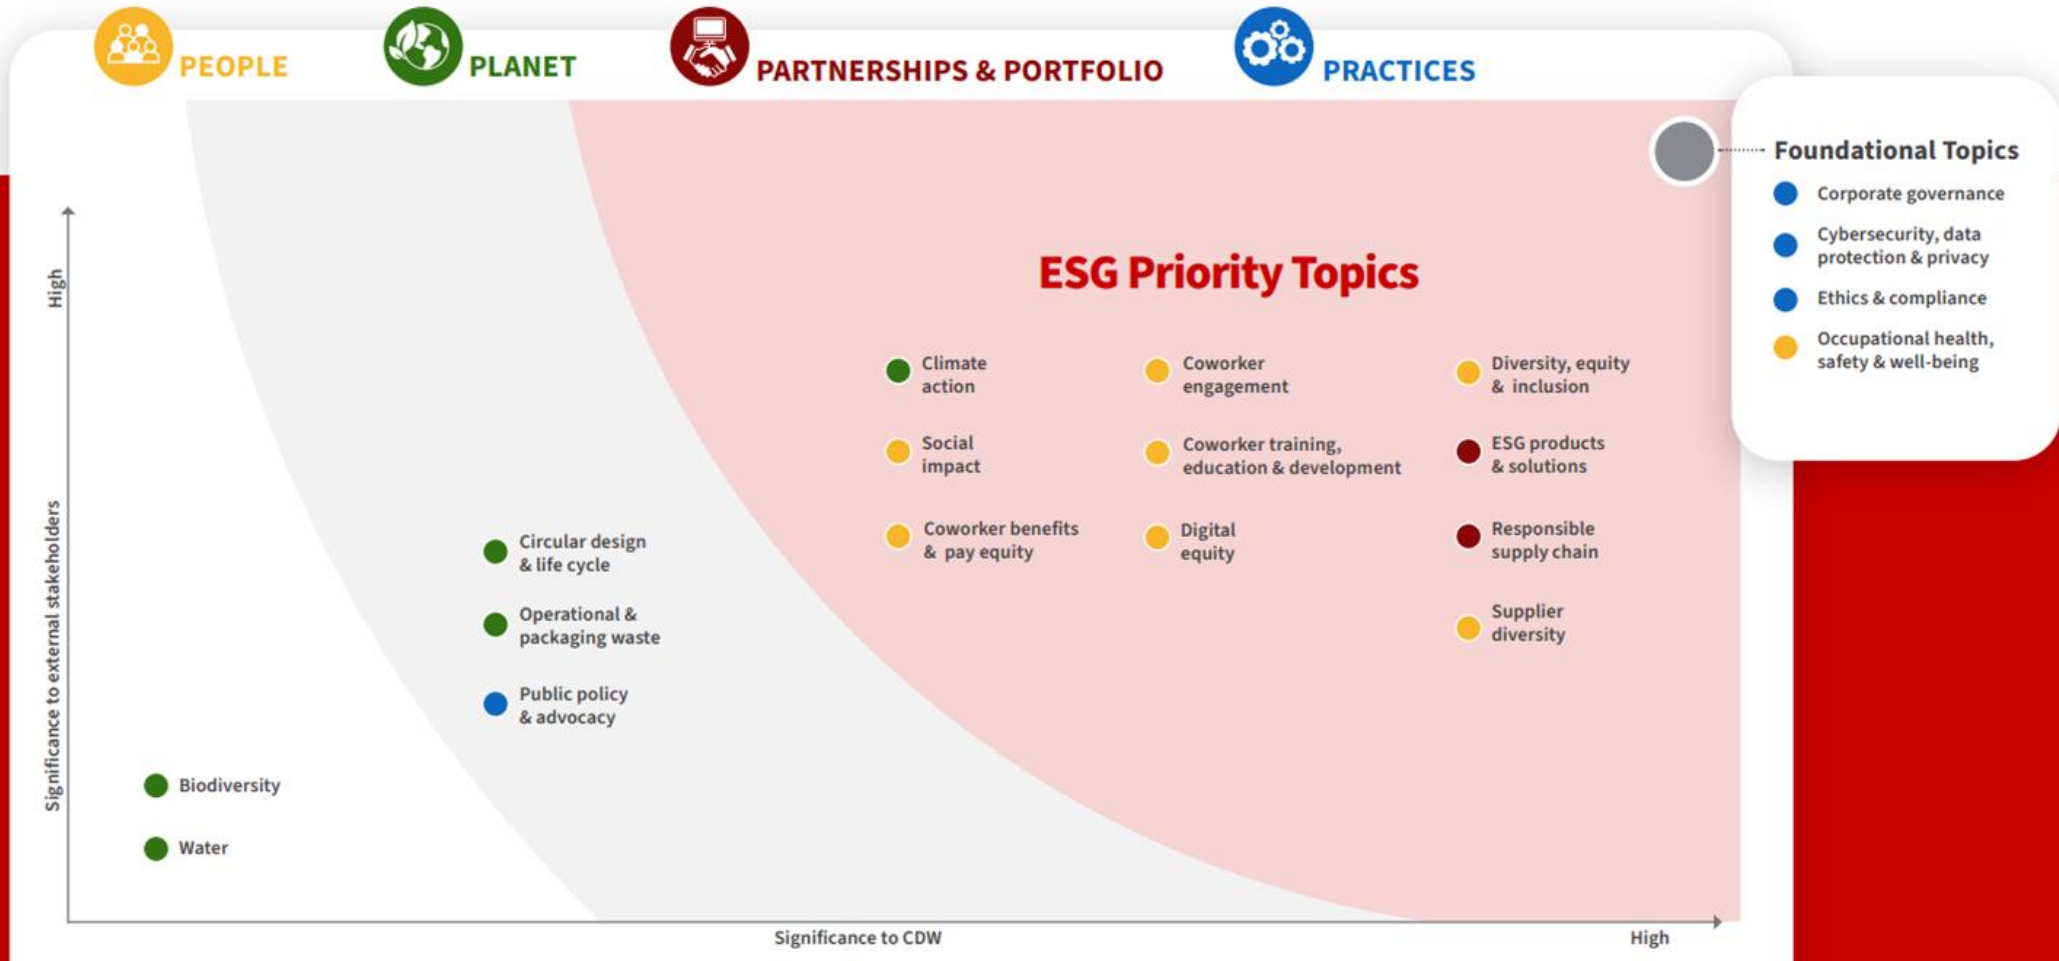 PEOPLE
PLANET
PARTNERSHIPS & PORTFOLIO
PRACTICES
Foundational Topics
Corporate governance
Cybersecurity, data
protection & privacy
Ethics & compliance
Occupational health,
safety & well-being
High
Significance to external stakeholders
ESG Priority Topics
Climate
action
Coworker
engagement
Diversity, equity
& inclusion
Social
impact
Coworker training,
education & development
ESG products
& solutions
Coworker benefits
& pay equity
Digital
equity
Responsible
supply chain
Supplier
diversity
Circular design
& life cycle
Operational &
packaging waste
Public policy
& advocacy
Biodiversity
Water
Significance to CDW
High